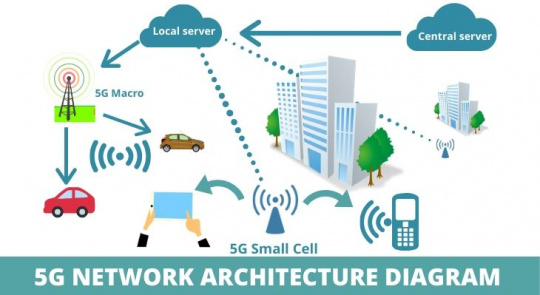 Local server
Central server
5G Macro
5G Small Cell
5G NETWORK ARCHITECTURE DIAGRAM